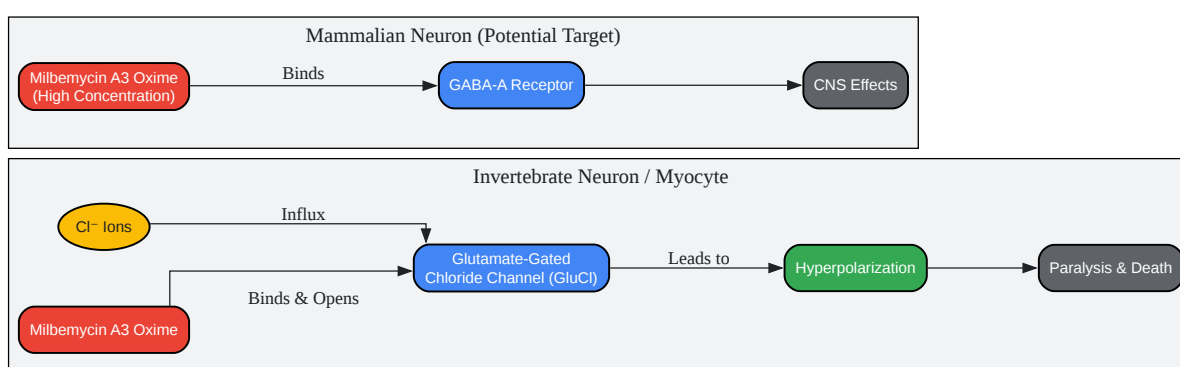 Mammalian Neuron (Potential Target)
Milbemycin A3 Oxime
(High Concentration)
Binds
GABA-A Receptor
CNS Effects
Invertebrate Neuron / Myocyte
Cl⁻ Ions
Influx
Glutamate-Gated
Chloride Channel (GluCl)
Leads to
Hyperpolarization
Paralysis & Death
Binds & Opens
Milbemycin A3 Oxime